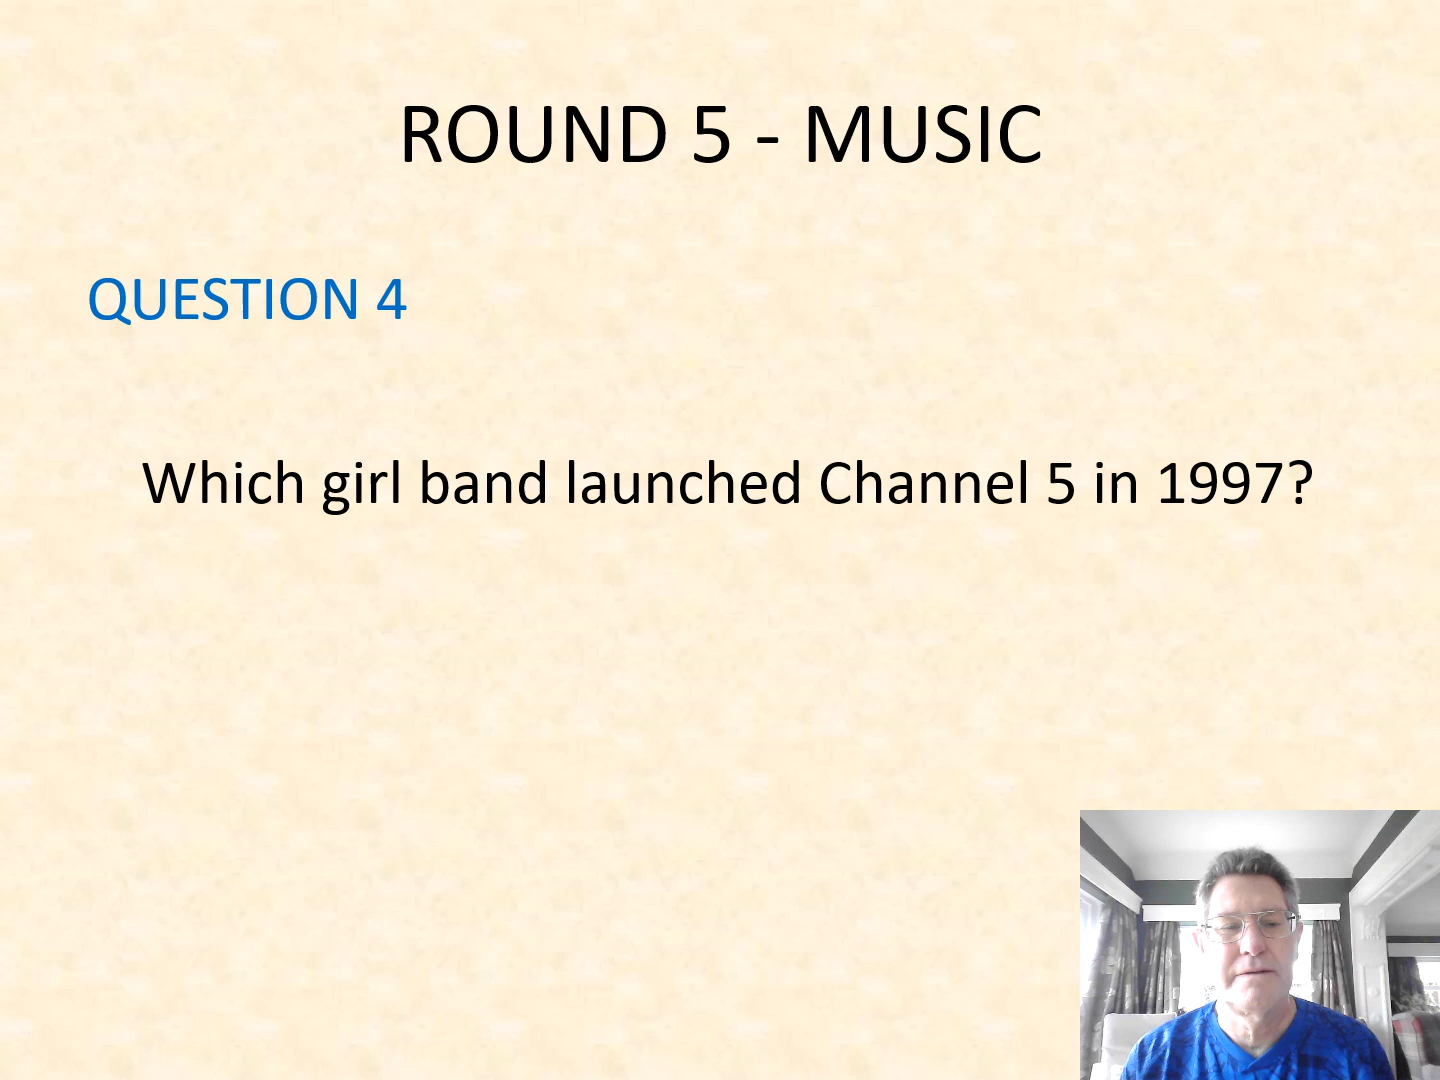 ROUND 5 - MUSIC
QUESTION 4
Which girl band launched Channel 5 in 1997?